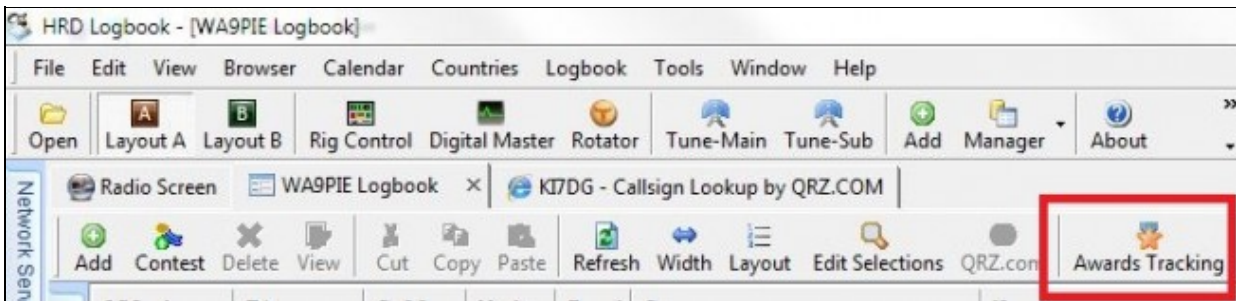 HRD Logbook - [WA9PIE Logbook]
File Edit View Browser Calendar Countries Logbook Tools Window Help
A B
Open Layout A Layout B Rig Control Digital Master Rotator Tune-Main Tune-Sub Add Manager About
Radio Screen WA9PIE Logbook × KI7DG - Callsign Lookup by QRZ.COM
Add Contest Delete View Cut Copy Paste Refresh Width Layout Edit Selections QRZ.com Awards Tracking
Network